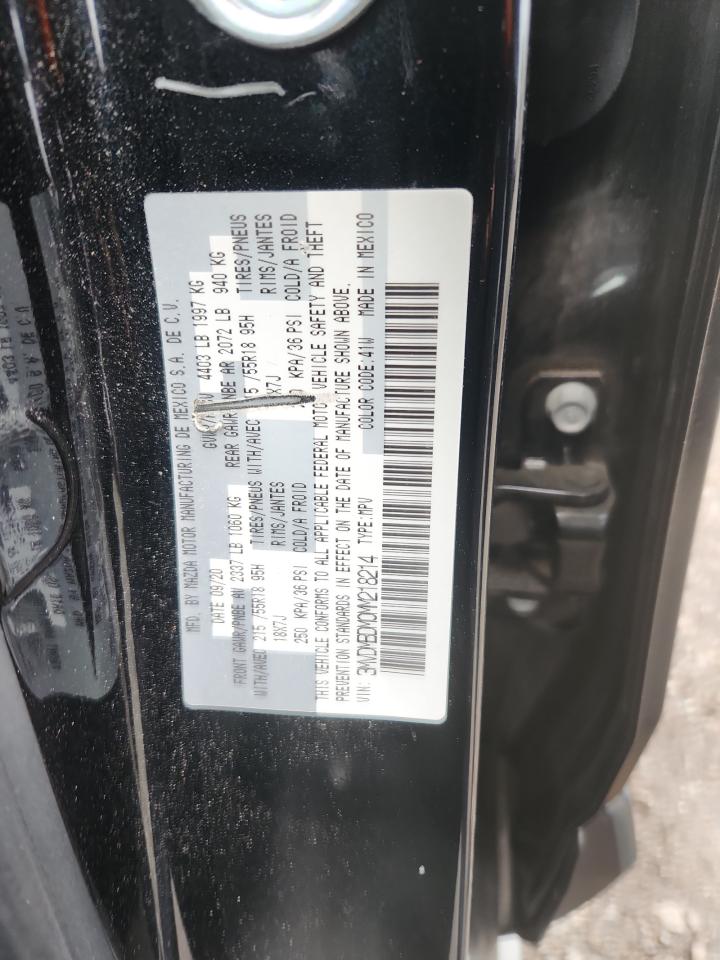 MFD. BY MAZDA MOTOR MANUFACTURING DE MEXICO S.A. DE C.V.
DATE 09/20 4403 LB 1997 KG
FRONT GAWR/PNBE AV 2337 LB 1060 KG REAR GAWR/PNBE AR 2072 LB 940 KG
WITH/AVEC 215 /55R18 95H TIRES/PNEUS WITH/AVEC /55R18 95H TIRES/PNEUS
18X7J RIMS/JANTES RIMS/JANTES
250 KPA/36 PSI COLD/A FROID KPA/36 PSI COLD/A FROID
THIS VEHICLE CONFORMS TO ALL APPLICABLE FEDERAL MOTOR VEHICLE SAFETY AND THEFT
PREVENTION STANDARDS IN EFFECT ON THE DATE OF MANUFACTURE SHOWN ABOVE.
VIN: TYPE:MPV COLOR CODE:41W MADE IN MEXICO